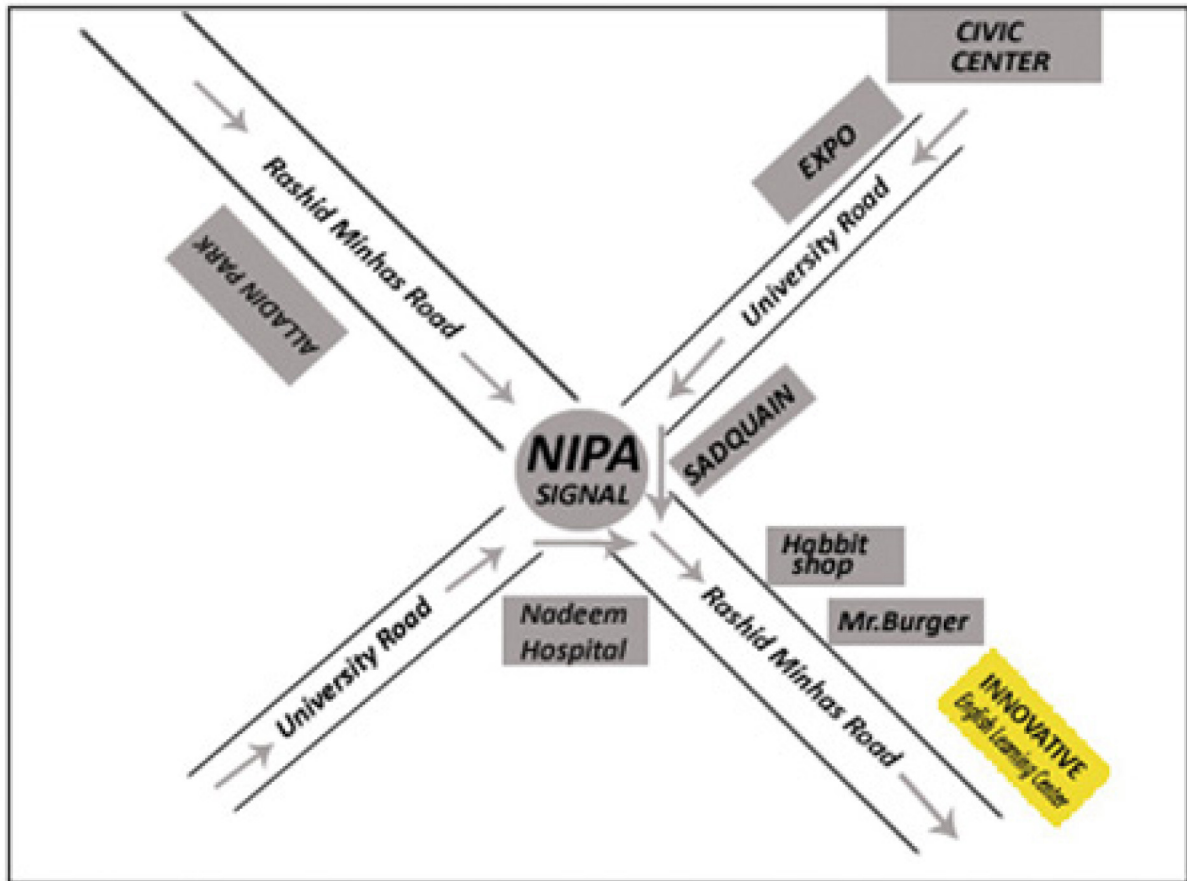 CIVIC
CENTER
EXPO
University Road
Rashid Minhas Road
ALLADIN PARK
NIPA
SIGNAL
SADQUAIN
Habbit
shop
Mr.Burger
Nadeem
Hospital
University Road
Rashid Minhas Road
INNOVATIVE
English Learning Center